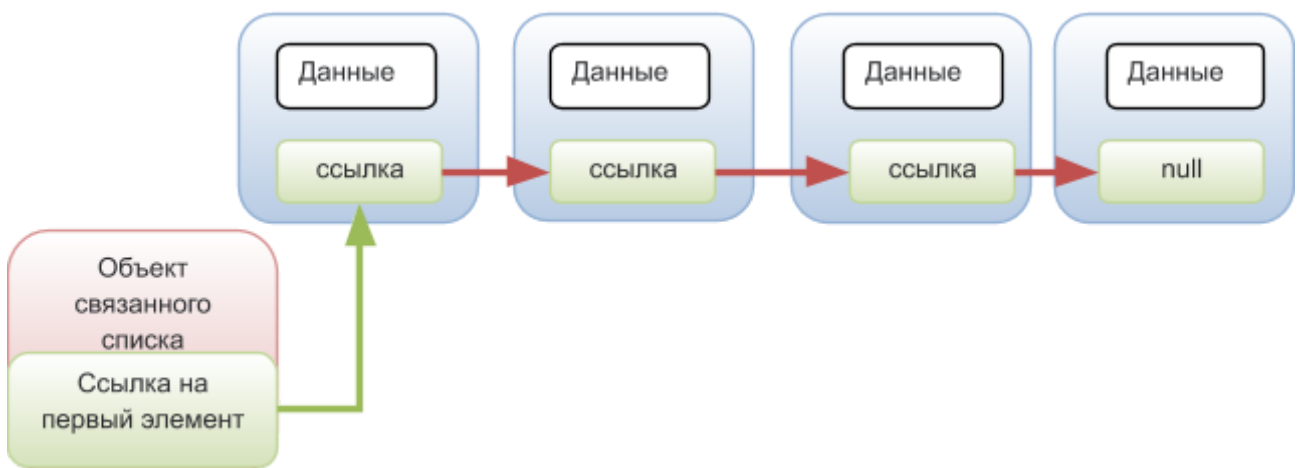 Данные
Данные
Данные
Данные
ссылка
ссылка
ссылка
null
Объект
связанного
списка
Ссылка на
первый элемент